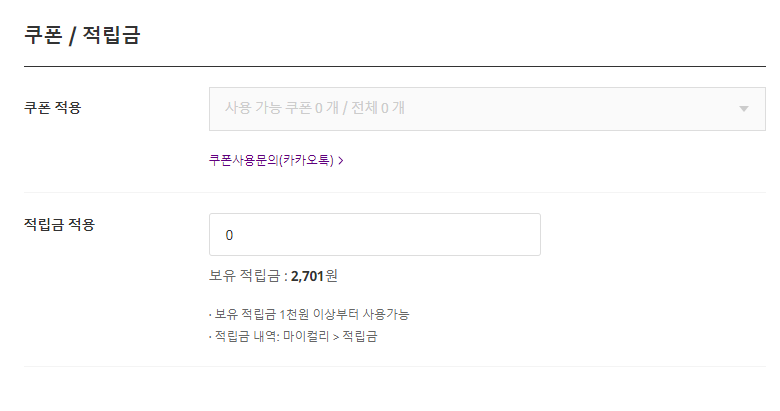 쿠폰 / 적립금
쿠폰 적용
사용 가능 쿠폰 0 개 / 전체 0 개
쿠폰사용문의(카카오톡) >
적립금 적용
0
보유 적립금 : 2,701원
· 보유 적립금 1천원 이상부터 사용가능
· 적립금 내역: 마이컬리 > 적립금